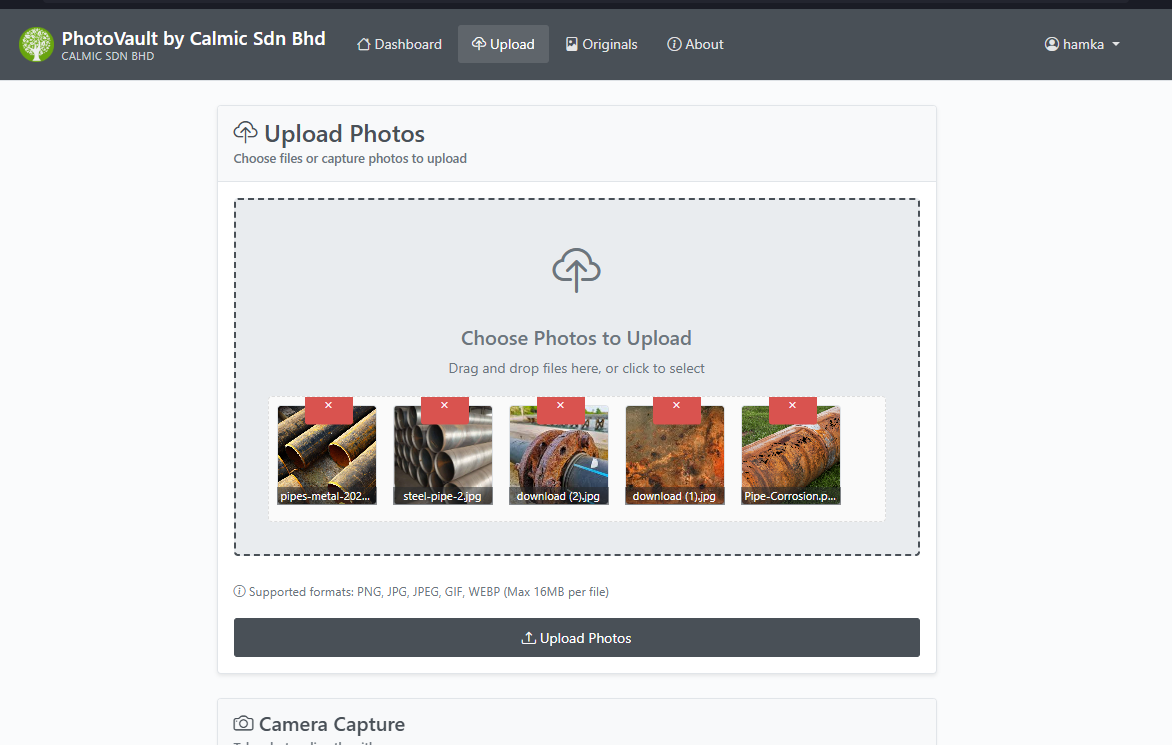 PhotoVault by Calmic Sdn Bhd
CALMIC SDN BHD
Dashboard
Upload
Originals
About
hamka
Upload Photos
Choose files or capture photos to upload
Choose Photos to Upload
Drag and drop files here, or click to select
× × × × ×
pipes-metal-202...
steel-pipe-2.jpg
download (2).jpg
download (1).jpg
Pipe-Corrosion.p...
Supported formats: PNG, JPG, JPEG, GIF, WEBP (Max 16MB per file)
Upload Photos
Camera Capture